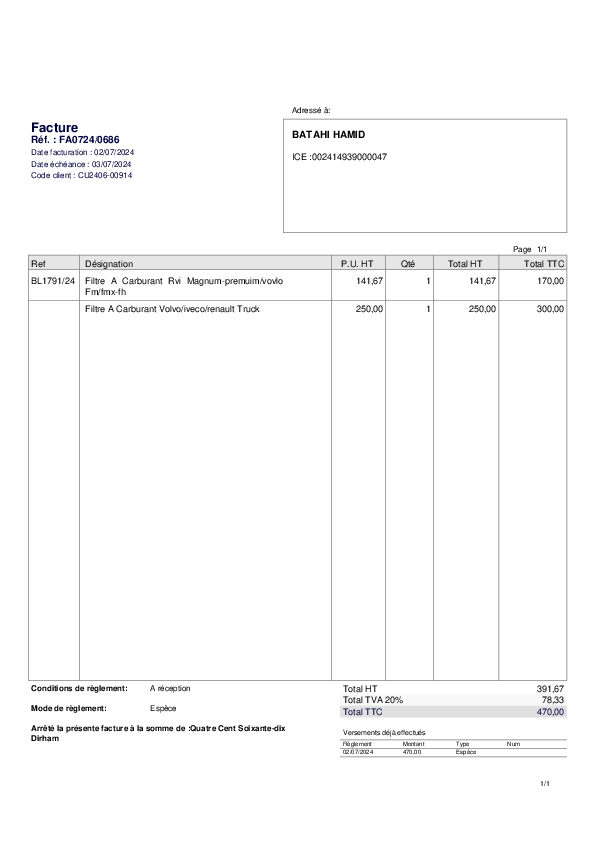 Adressé à:
Facture
Réf. : FA0724/0686
Date facturation : 02/07/2024
Date échéance : 03/07/2024
Code client : CU2406-00914
BATAHI HAMID
ICE :002414939000047
Page 1/1
Ref Désignation P.U. HT Qté Total HT Total TTC
BL1791/24 Filtre A Carburant Rvi Magnum-premuim/vovlo 141,67 1 141,67 170,00
Fm/fmx-fh
Filtre A Carburant Volvo/iveco/renault Truck 250,00 1 250,00 300,00
Conditions de règlement: A réception
Total HT 391,67
Total TVA 20% 78,33
Mode de règlement: Espèce
Total TTC 470,00
Arrêté la présente facture à la somme de :Quatre Cent Soixante-dix
Dirham
Versements déjà effectués
Règlement Montant Type Num
02/07/2024 470,00 Espèce
1/1